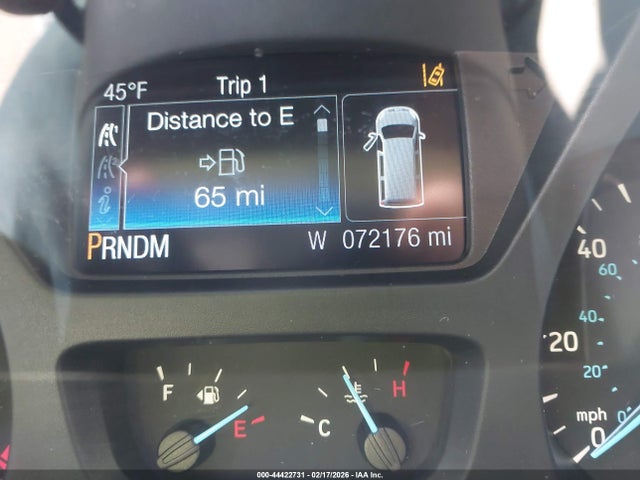 45°F Trip 1
Distance to E
65 mi
PRNDM W 072176 mi
F E
C H
40
60
40
20
20
mph 0
0
000-44422731 - 02/17/2026 - IAA Inc.